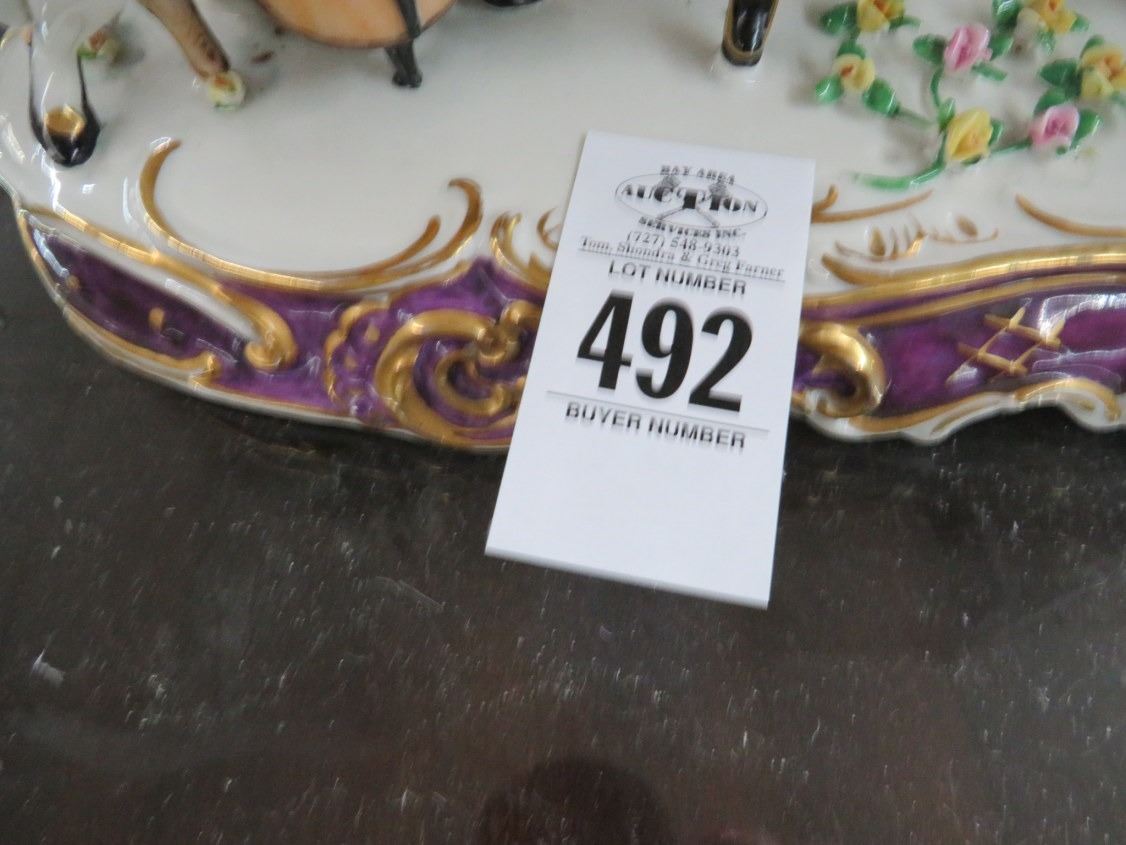 BAY AREA
AUCTION
SERVICES INC.
(727) 548-9303
Tom, Shondra & Greg Farner
LOT NUMBER
492
BUYER NUMBER